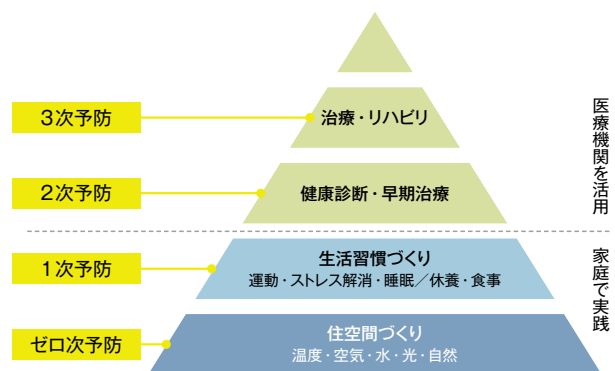 3次予防
治療・リハビリ
2次予防
健康診断・早期治療
医療機関を活用
1次予防
生活習慣づくり
運動・ストレス解消・睡眠／休養・食事
ゼロ次予防
住空間づくり
温度・空気・水・光・自然
家庭で実践